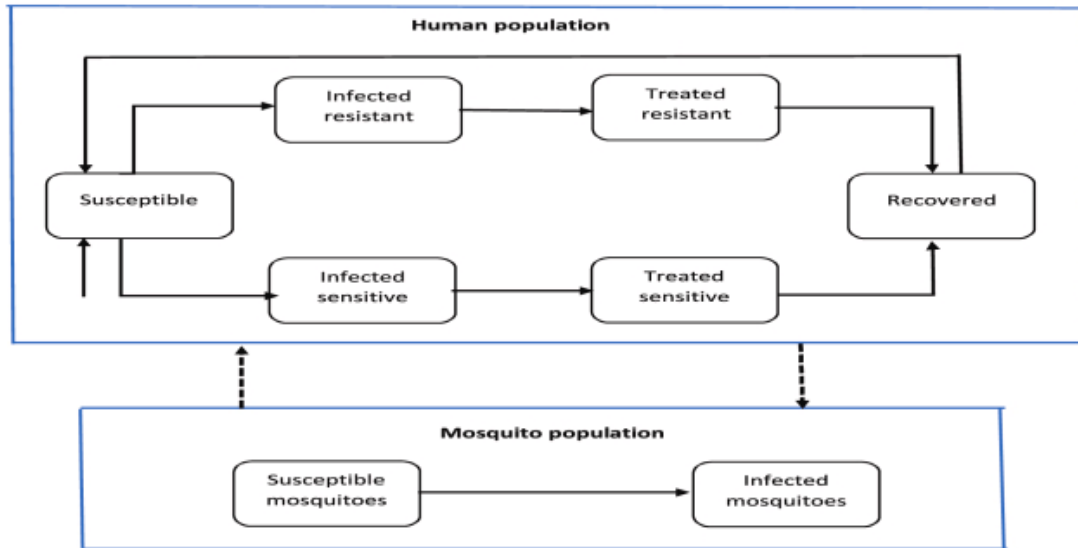 Human population
Infected
resistant
Treated
resistant
Susceptible
Recovered
Infected
sensitive
Treated
sensitive
Mosquito population
Susceptible
mosquitoes
Infected
mosquitoes